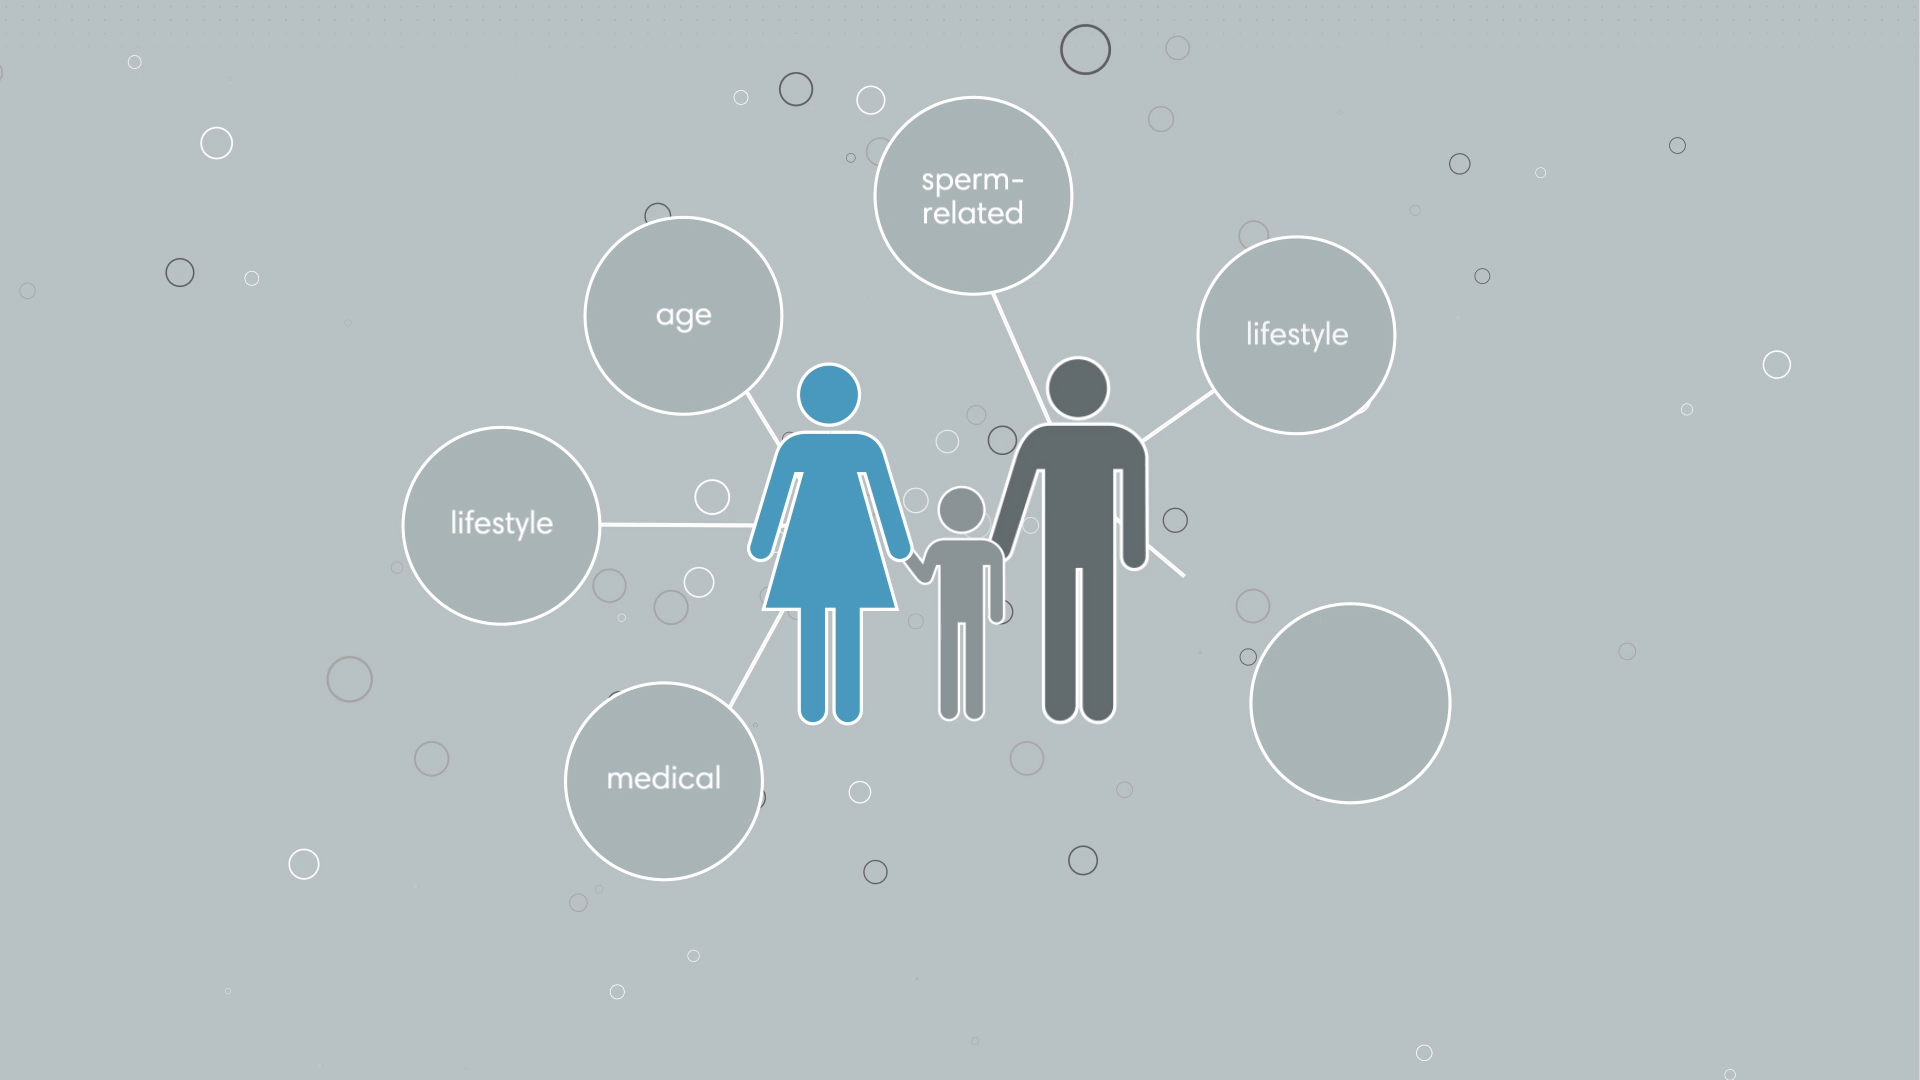 sperm-
related
age
lifestyle
lifestyle
medical